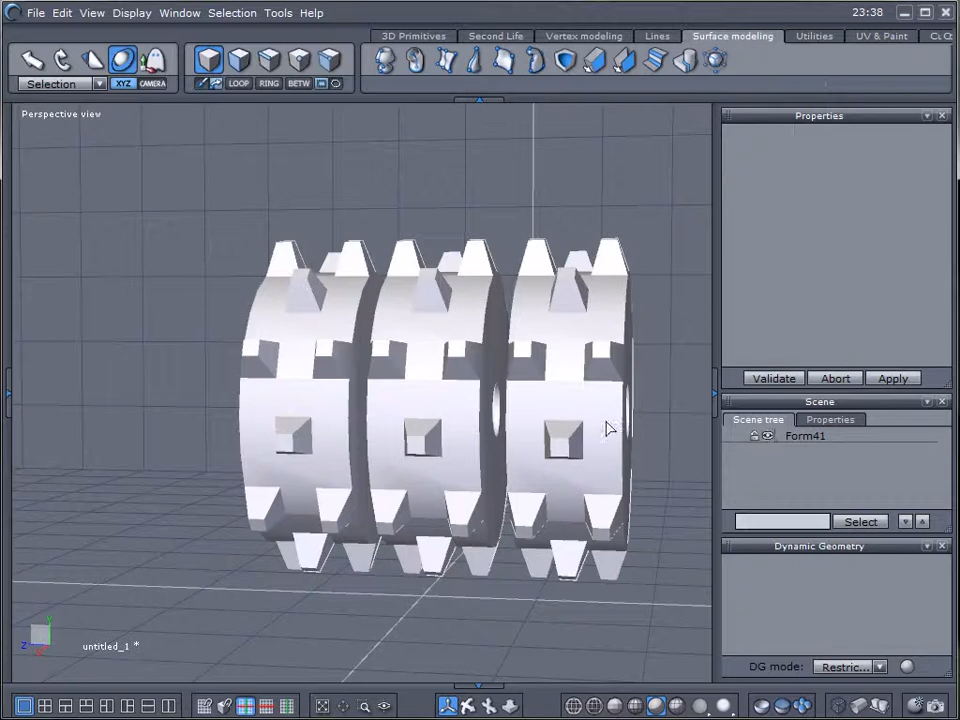 File Edit View Display Window Selection Tools Help 23:38
3D Primitives Second Life Vertex modeling Lines Surface modeling Utilities UV & Paint
Selection XYZ CAMERA LOOP RING BETW
Perspective view
Properties
Validate Abort Apply
Scene
Scene tree Properties
Form41
Select
Dynamic Geometry
Y
Z
untitled_1 *
DG mode: Restric...